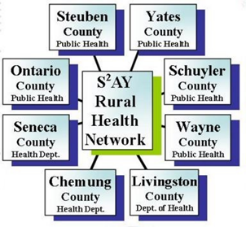 Steuben
County
Public Health
Yates
County
Public Health
Ontario
County
Public Health
S²AY
Rural
Health
Network
Schuyler
County
Public Health
Seneca
County
Health Dept.
Wayne
County
Public Health
Chemung
County
Health Dept.
Livingston
County
Dept. of Health